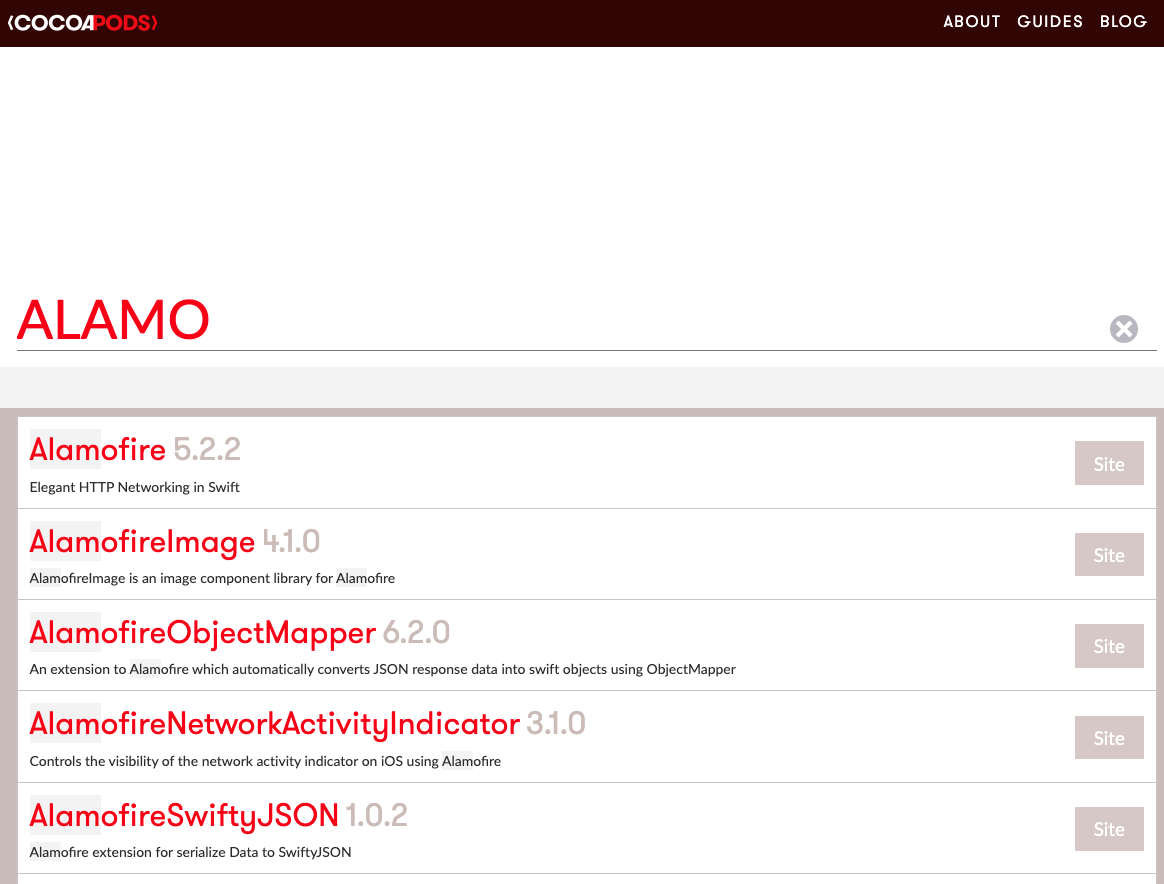 COCOAPODS ABOUT GUIDES BLOG
ALAMO
Alamofire 5.2.2
Elegant HTTP Networking in Swift
Site
AlamofireImage 4.1.0
AlamofireImage is an image component library for Alamofire
Site
AlamofireObjectMapper 6.2.0
An extension to Alamofire which automatically converts JSON response data into swift objects using ObjectMapper
Site
AlamofireNetworkActivityIndicator 3.1.0
Controls the visibility of the network activity indicator on iOS using Alamofire
Site
AlamofireSwiftyJSON 1.0.2
Alamofire extension for serialize Data to SwiftyJSON
Site